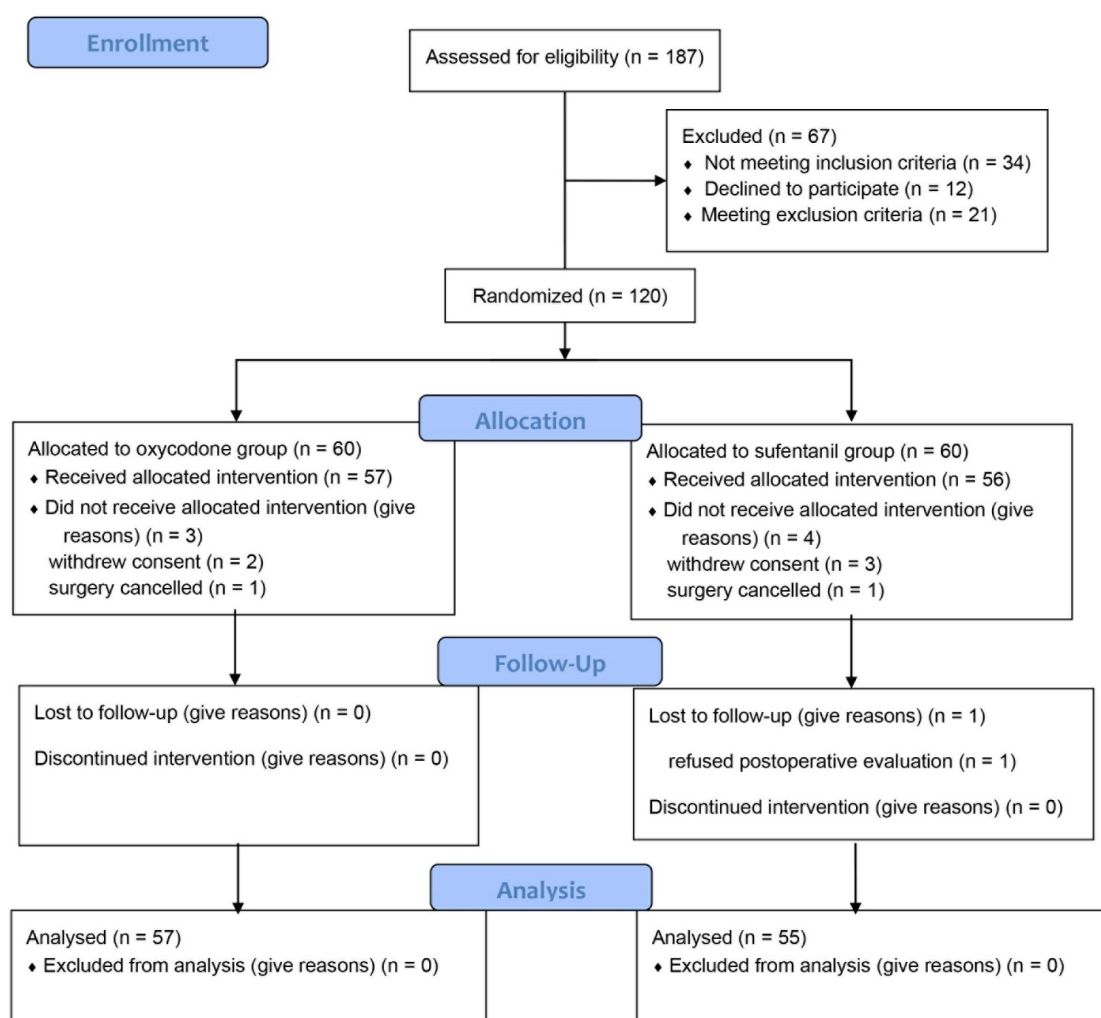 Enrollment
Assessed for eligibility (n = 187)
Excluded (n = 67)
♦ Not meeting inclusion criteria (n = 34)
♦ Declined to participate (n = 12)
♦ Meeting exclusion criteria (n = 21)
Randomized (n = 120)
Allocation
Allocated to oxycodone group (n = 60)
♦ Received allocated intervention (n = 57)
♦ Did not receive allocated intervention (give
reasons) (n = 3)
withdrew consent (n = 2)
surgery cancelled (n = 1)
Allocated to sufentanil group (n = 60)
♦ Received allocated intervention (n = 56)
♦ Did not receive allocated intervention (give
reasons) (n = 4)
withdrew consent (n = 3)
surgery cancelled (n = 1)
Follow-Up
Lost to follow-up (give reasons) (n = 0)
Discontinued intervention (give reasons) (n = 0)
Lost to follow-up (give reasons) (n = 1)
refused postoperative evaluation (n = 1)
Discontinued intervention (give reasons) (n = 0)
Analysis
Analysed (n = 57)
♦ Excluded from analysis (give reasons) (n = 0)
Analysed (n = 55)
♦ Excluded from analysis (give reasons) (n = 0)